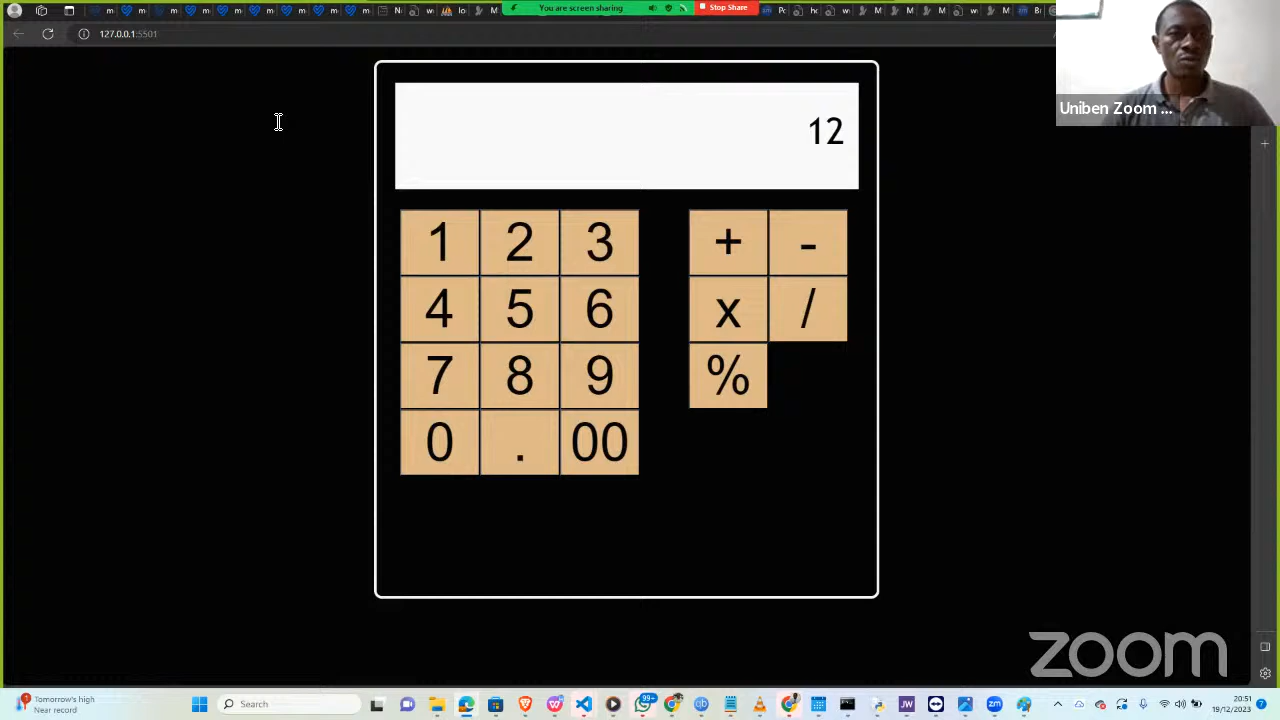 You are screen sharing
Stop Share
127.0.0.1:5501
Uniben Zoom ...
12
1 2 3 + -
4 5 6 x /
7 8 9 %
0 . 00
zoom
Tomorrow's high
Near record
Search
99+
20:51
19/12/2023